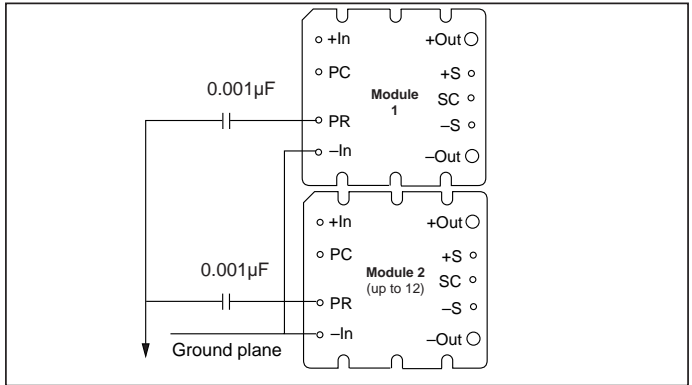 +In +Out
PC +S
0.001µF Module 1 SC
PR –S
–In –Out
+In +Out
PC +S
0.001µF Module 2 (up to 12) SC
PR –S
–In –Out
Ground plane